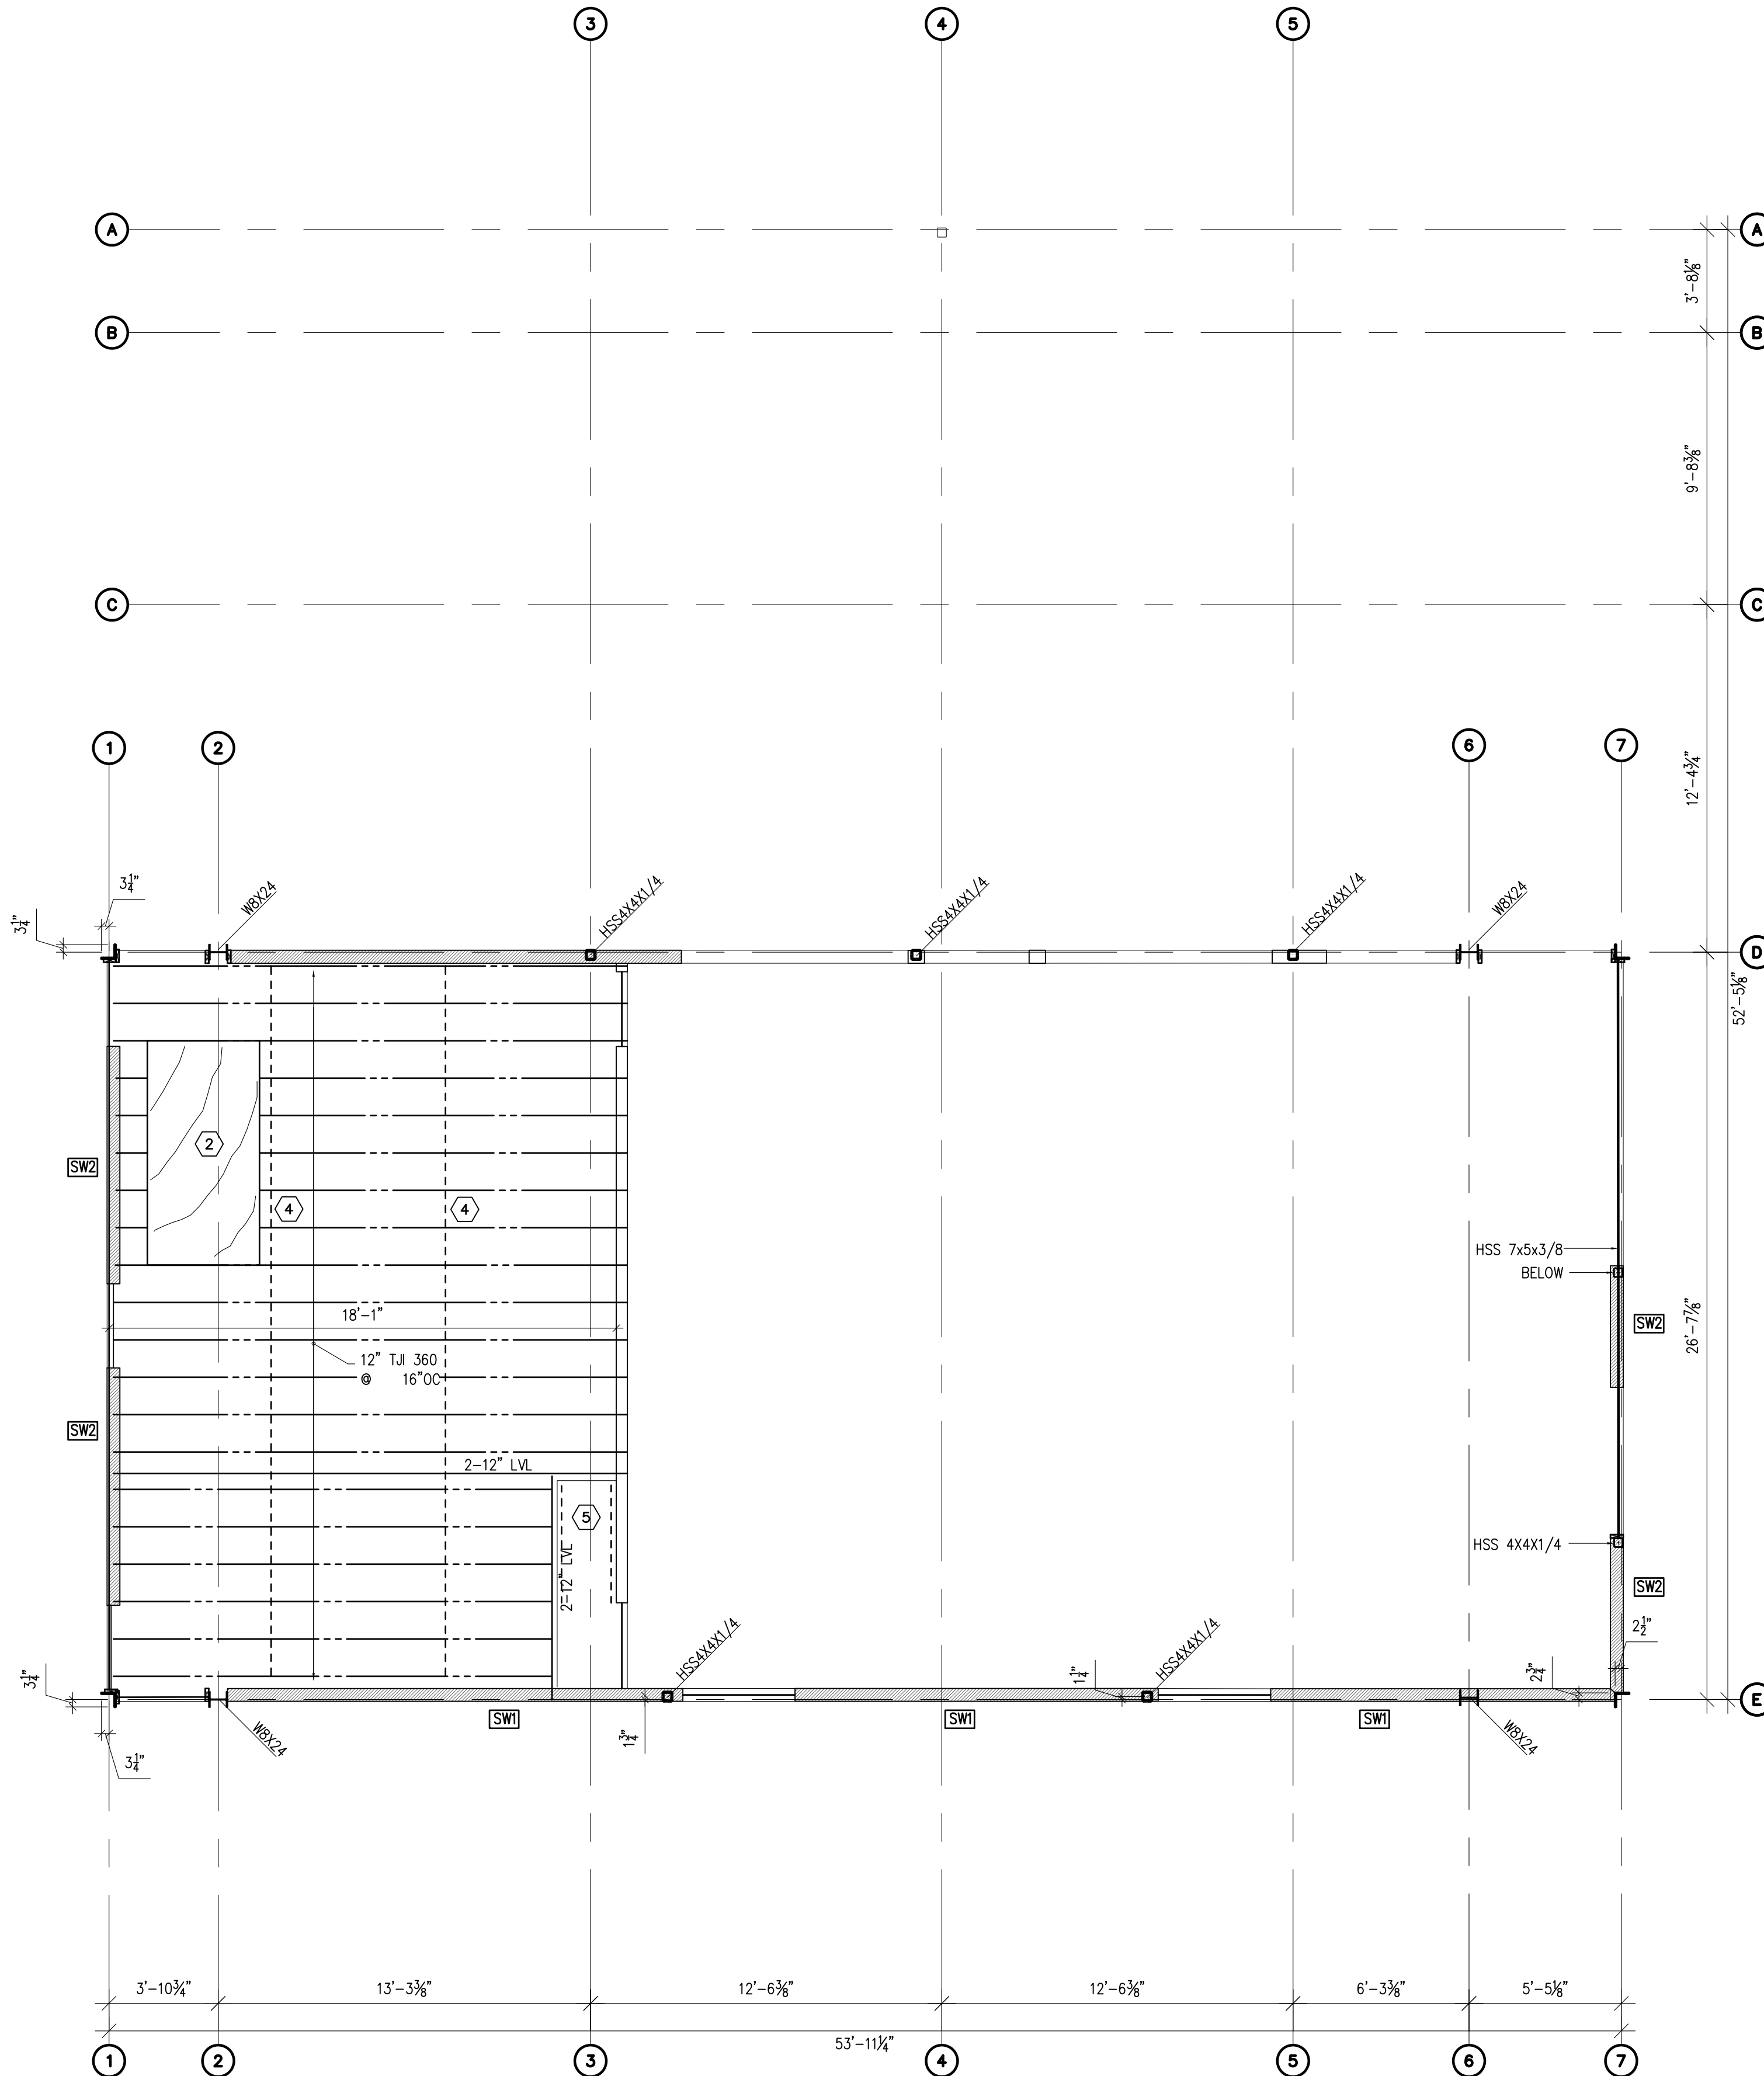 3
4
5
A
A
3'-8⅛"
B
B
9'-8⅜"
C
C
12'-4¾"
1
2
6
7
3¼"
3¼"
W8X24
HSS4X4X1/4
HSS4X4X1/4
HSS4X4X1/4
W8X24
D
52'-5⅛"
2
SW2
4
4
HSS 7x5x3/8
BELOW
18'-1"
SW2
26'-7⅞"
12" TJI 360
@ 16"OC
SW2
2-12" LVL
5
2-12" LVL
HSS 4X4X1/4
SW2
2½"
3¼"
HSS4X4X1/4
1¼"
HSS4X4X1/4
2¾"
E
W8X24
SW1
1¾"
SW1
SW1
W8X24
3¼"
3'-10¾"
13'-3⅜"
12'-6⅜"
12'-6⅜"
6'-3⅜"
5'-5⅛"
53'-11¼"
1
2
3
4
5
6
7